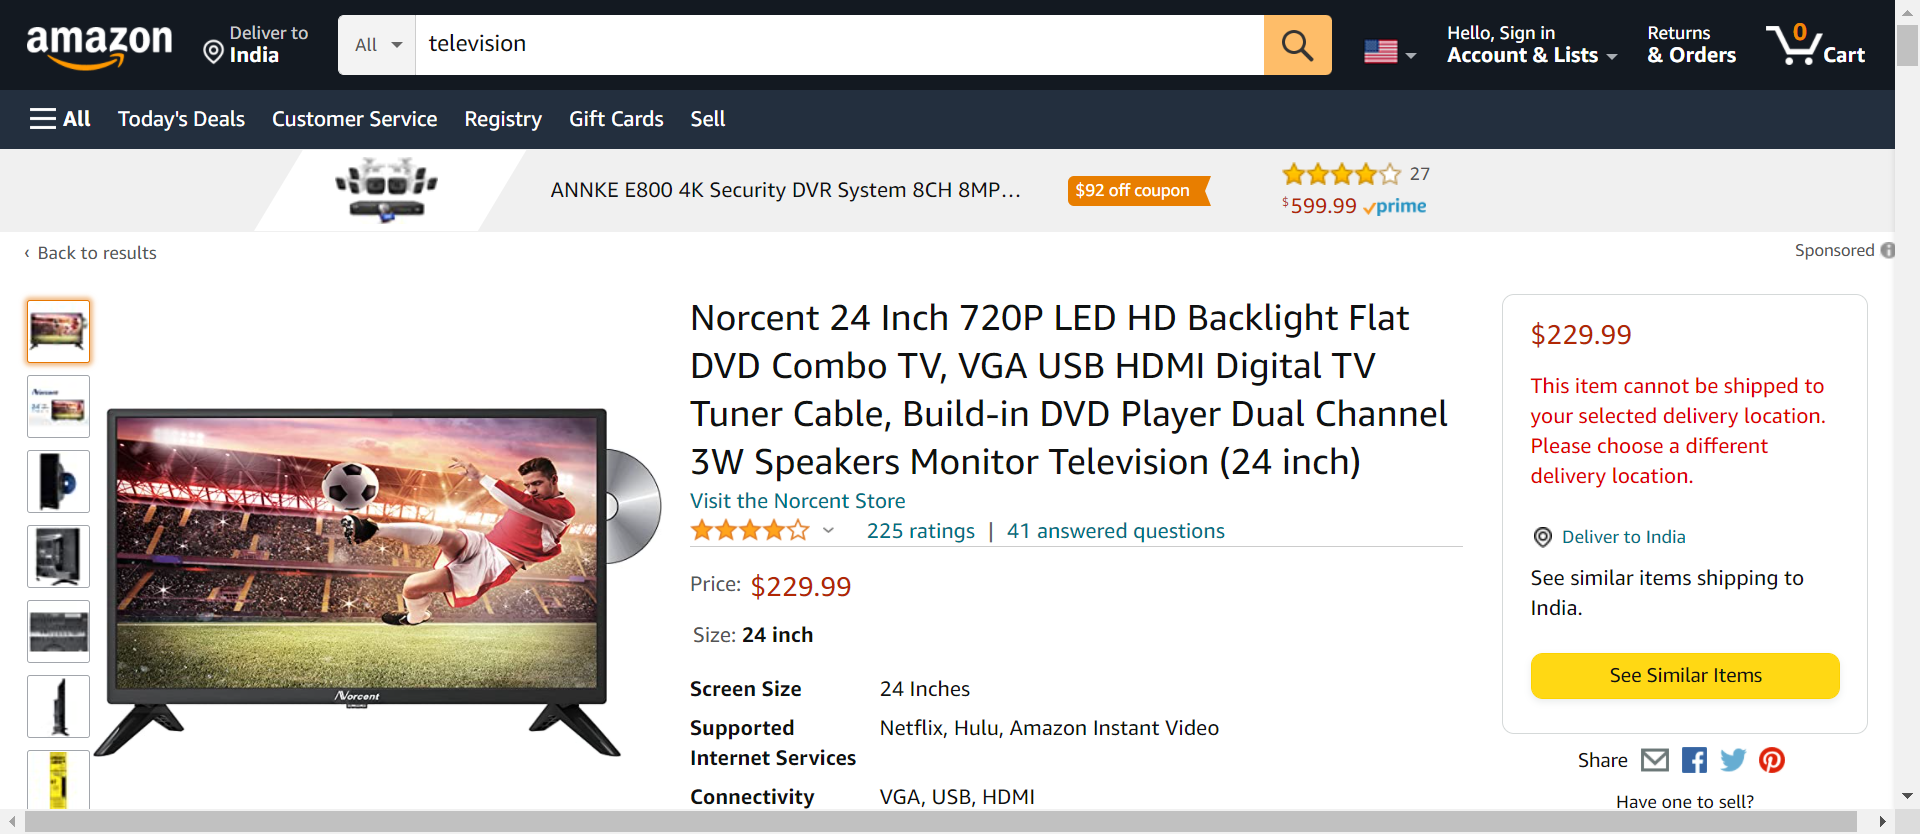 amazon
Deliver to
India
All
television
Hello, Sign in
Account & Lists
Returns
& Orders
0
Cart
All
Today's Deals
Customer Service
Registry
Gift Cards
Sell
ANNKE E800 4K Security DVR System 8CH 8MP...
$92 off coupon
27
$599.99 prime
‹ Back to results
Sponsored
Norcent 24 Inch 720P LED HD Backlight Flat
DVD Combo TV, VGA USB HDMI Digital TV
Tuner Cable, Build-in DVD Player Dual Channel
3W Speakers Monitor Television (24 inch)
Visit the Norcent Store
225 ratings | 41 answered questions
Price: $229.99
Size: 24 inch
Screen Size 24 Inches
Supported Netflix, Hulu, Amazon Instant Video
Internet Services
Connectivity VGA, USB, HDMI
Norcent
$229.99
This item cannot be shipped to
your selected delivery location.
Please choose a different
delivery location.
Deliver to India
See similar items shipping to
India.
See Similar Items
Share
Have one to sell?